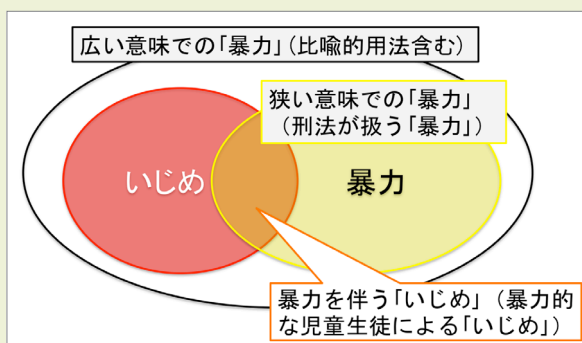 広い意味での「暴力」（比喩的用法含む）
狭い意味での「暴力」
（刑法が扱う「暴力」）
いじめ
暴力
暴力を伴う「いじめ」（暴力的
な児童生徒による「いじめ」）